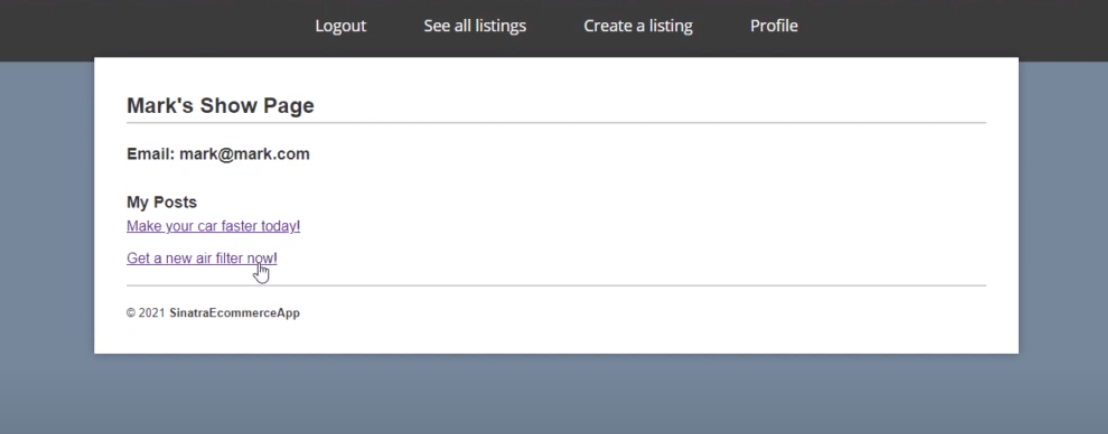 Logout See all listings Create a listing Profile
Mark's Show Page
Email: mark@mark.com
My Posts
Make your car faster today!
Get a new air filter now!
© 2021 SinatraEcommerceApp